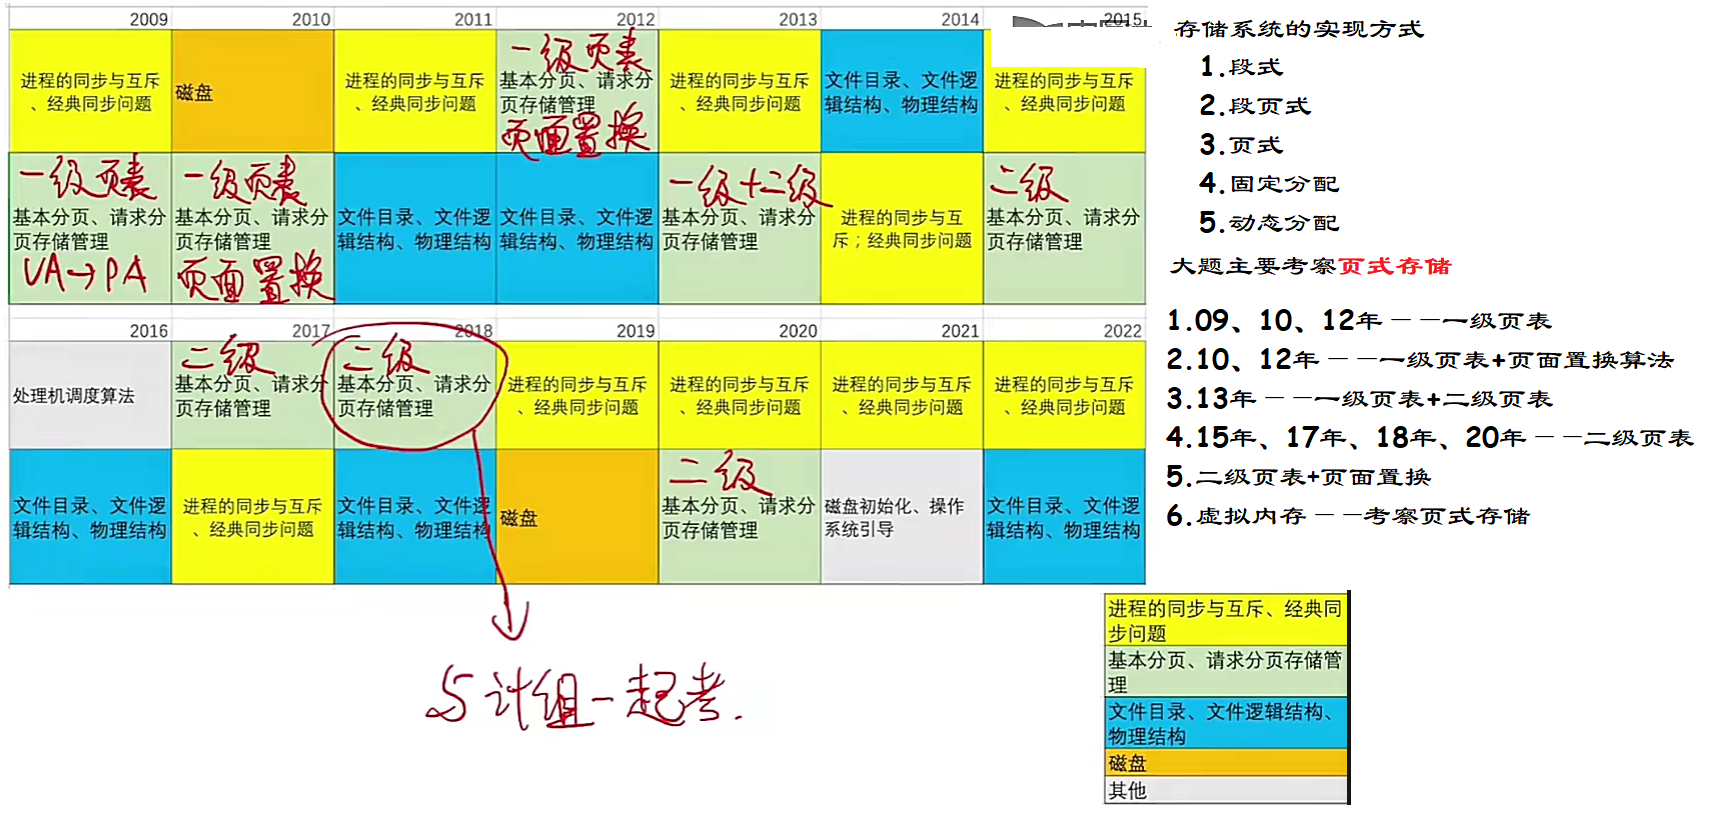 2009 2010 2011 2012 2013 2014 2015
进程的同步与互斥
、经典同步问题
磁盘
进程的同步与互斥
、经典同步问题
一级页表
基本分页、请求分
页存储管理
页面置换
进程的同步与互斥
、经典同步问题
文件目录、文件逻
辑结构、物理结构
进程的同步与互斥
、经典同步问题
一级页表
基本分页、请求分
页存储管理
VA→PA
一级页表
基本分页、请求分
页存储管理
页面置换
文件目录、文件逻
辑结构、物理结构
文件目录、文件逻
辑结构、物理结构
一级+二级
基本分页、请求分
页存储管理
进程的同步与互
斥；经典同步问题
二级
基本分页、请求分
页存储管理
2016 2017 2018 2019 2020 2021 2022
处理机调度算法
二级
基本分页、请求分
页存储管理
二级
基本分页、请求分
页存储管理
进程的同步与互斥
、经典同步问题
进程的同步与互斥
、经典同步问题
进程的同步与互斥
、经典同步问题
进程的同步与互斥
、经典同步问题
文件目录、文件逻
辑结构、物理结构
进程的同步与互斥
、经典同步问题
文件目录、文件逻
辑结构、物理结构
磁盘
二级
基本分页、请求分
页存储管理
磁盘初始化、操作
系统引导
文件目录、文件逻
辑结构、物理结构
与计组一起考.
存储系统的实现方式
1.段式
2.段页式
3.页式
4.固定分配
5.动态分配
大题主要考察页式存储
1.09、10、12年——一级页表
2.10、12年——一级页表+页面置换算法
3.13年——一级页表+二级页表
4.15年、17年、18年、20年——二级页表
5.二级页表+页面置换
6.虚拟内存——考察页式存储
进程的同步与互斥、经典同
步问题
基本分页、请求分页存储管
理
文件目录、文件逻辑结构、
物理结构
磁盘
其他